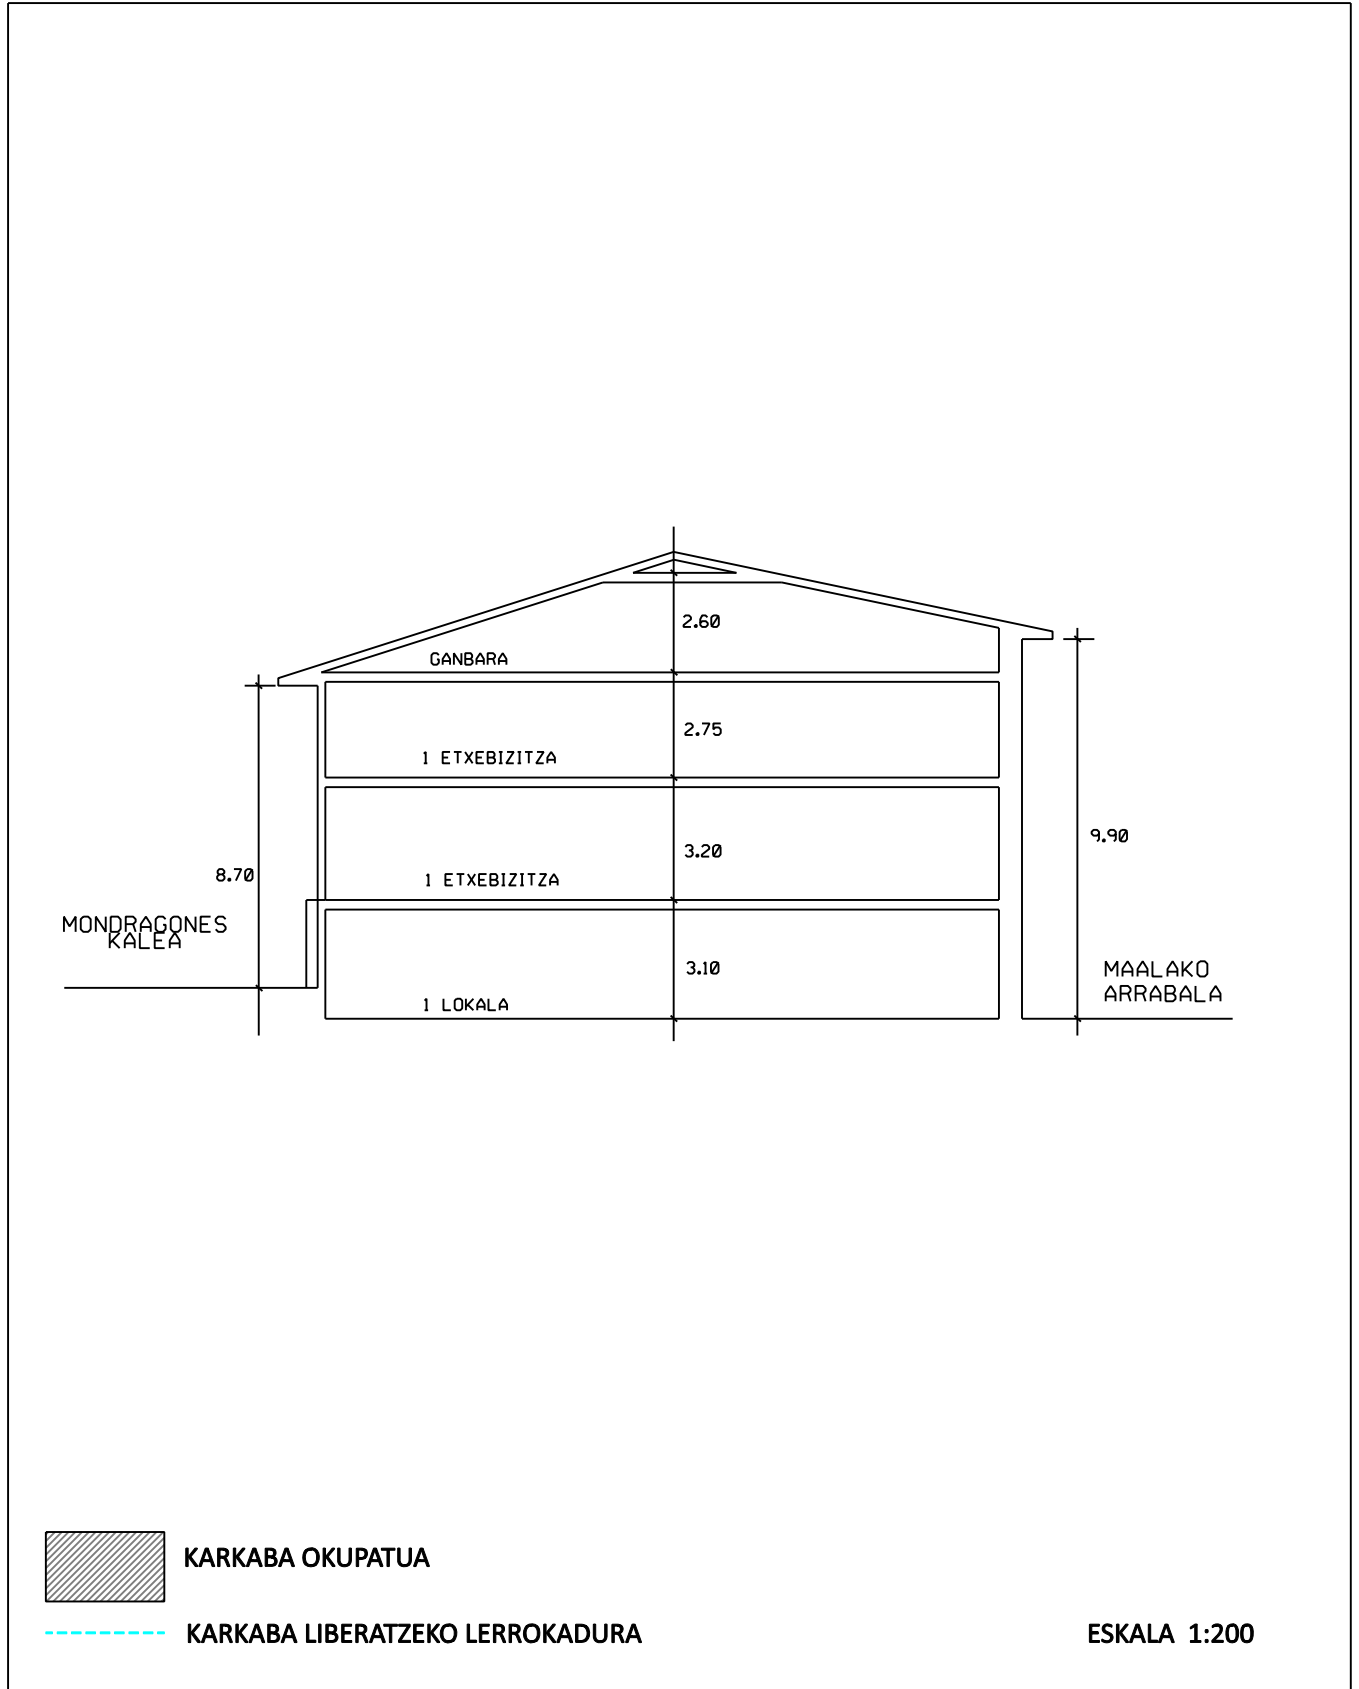 2.60
GANBARA
2.75
1 ETXEBIZITZA
9.90
3.20
8.70
1 ETXEBIZITZA
MONDRAGONES
KALEA
3.10
MAALAKO
ARRABALA
1 LOKALA
KARKABA OKUPATUA
KARKABA LIBERATZEKO LERROKADURA
ESKALA 1:200